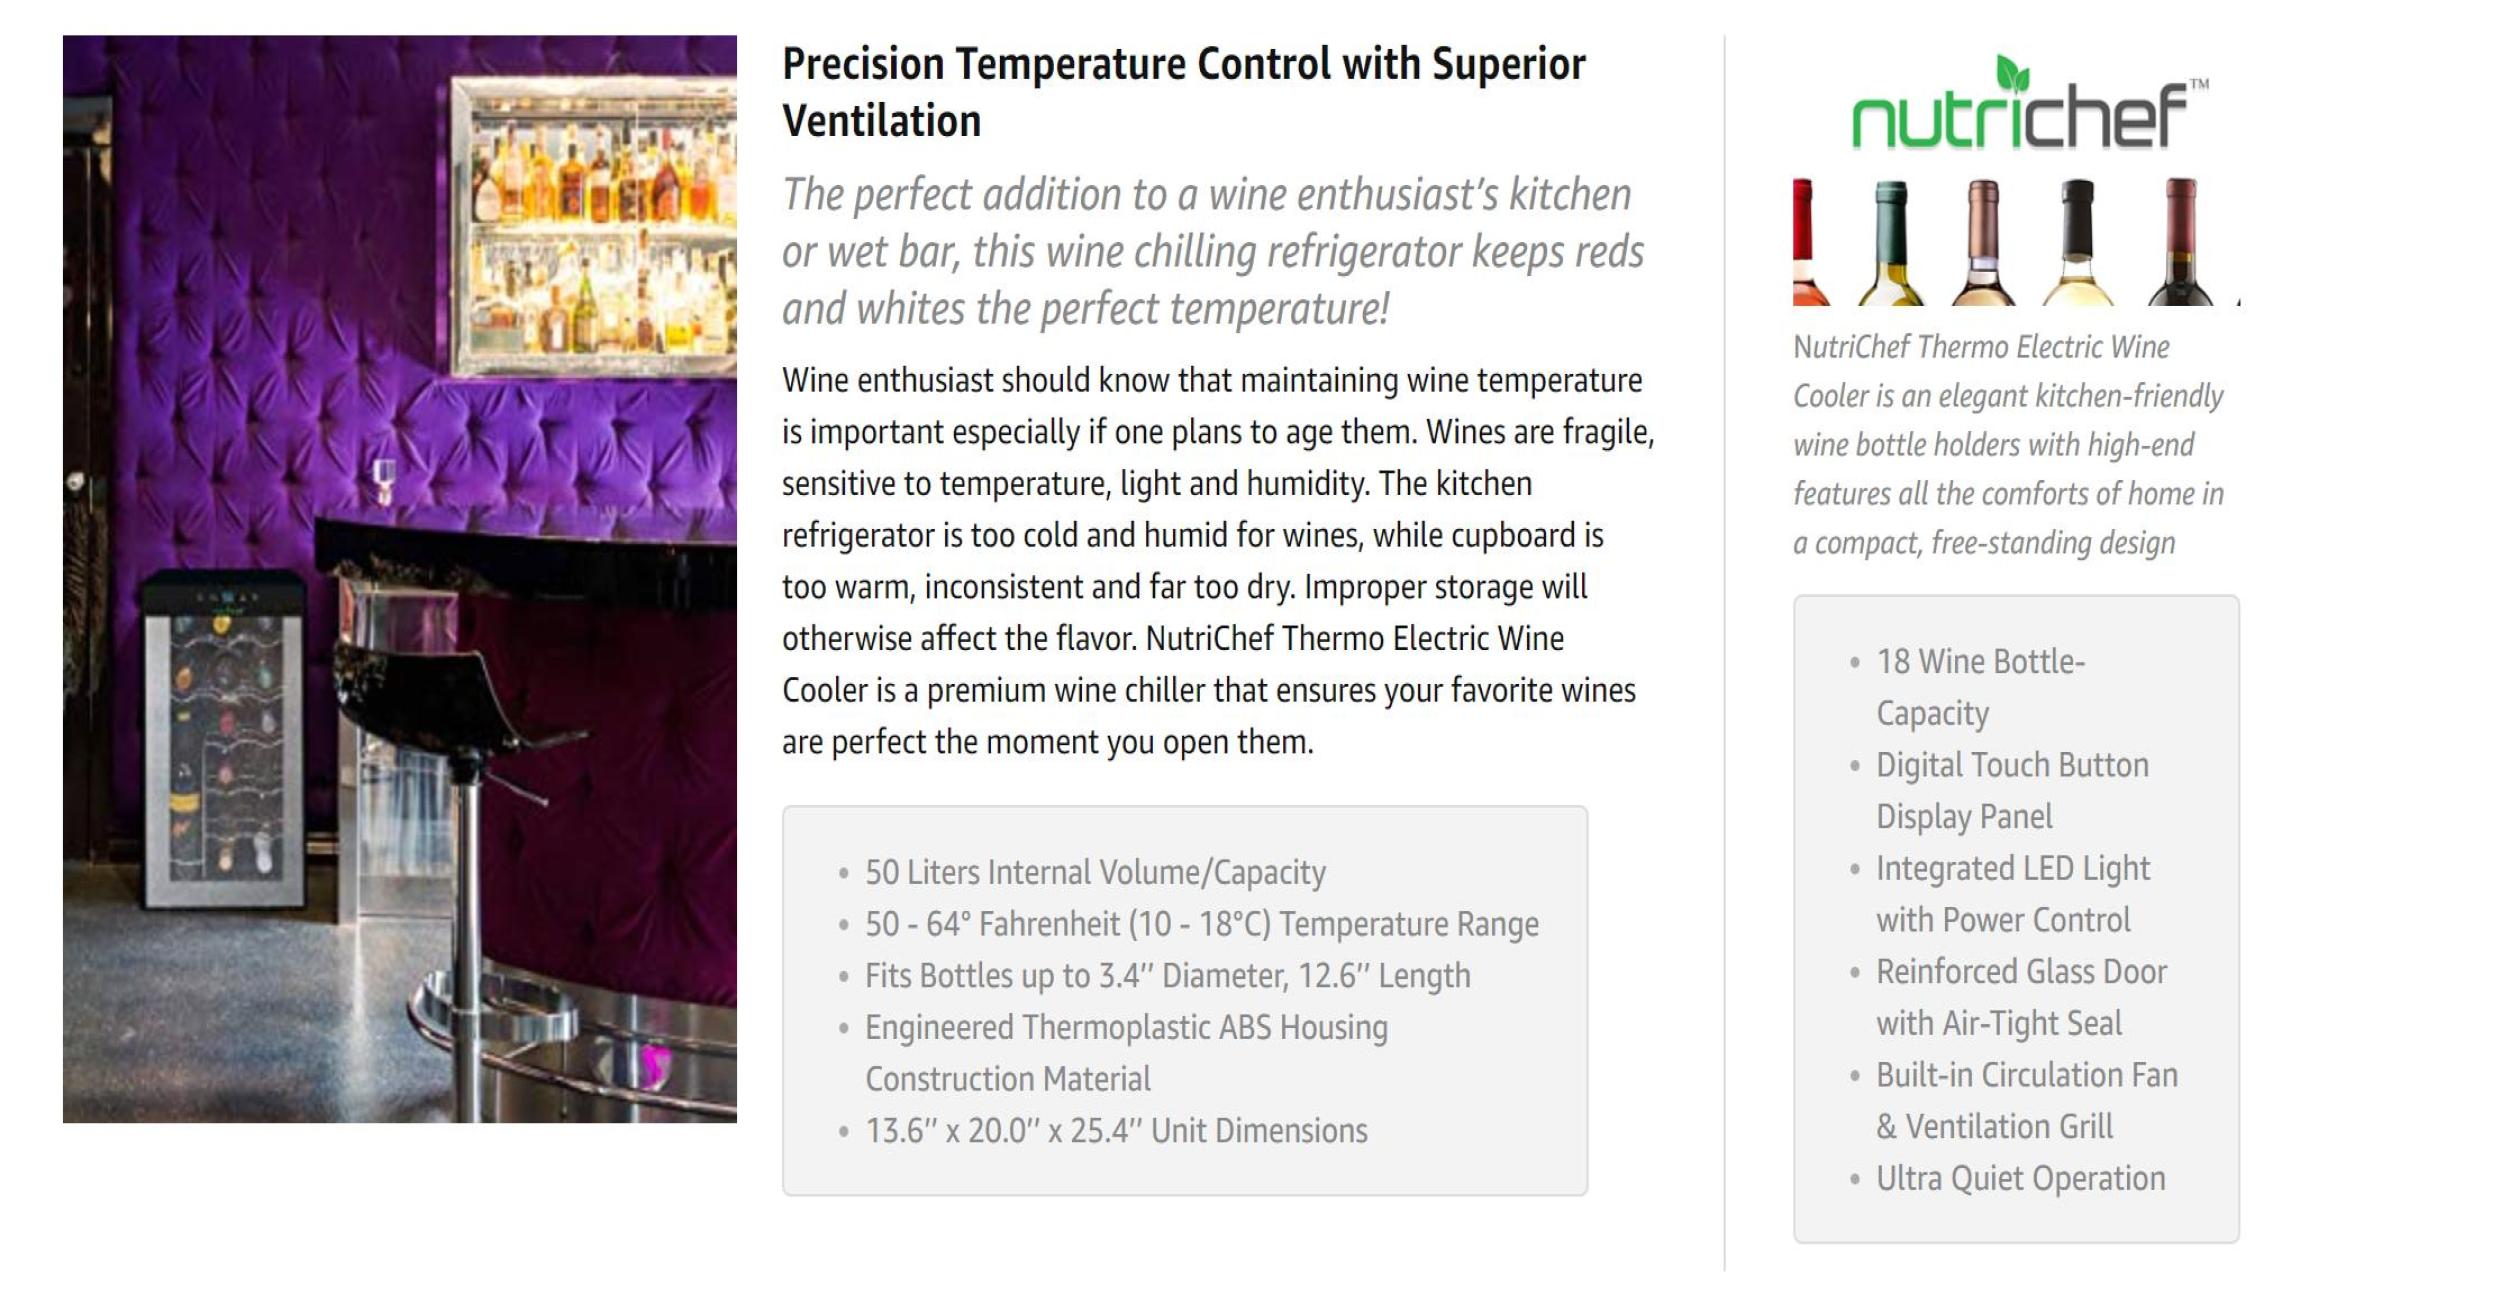 Precision Temperature Control with Superior
Ventilation
The perfect addition to a wine enthusiast's kitchen
or wet bar, this wine chilling refrigerator keeps reds
and whites the perfect temperature!
Wine enthusiast should know that maintaining wine temperature
is important especially if one plans to age them. Wines are fragile,
sensitive to temperature, light and humidity. The kitchen
refrigerator is too cold and humid for wines, while cupboard is
too warm, inconsistent and far too dry. Improper storage will
otherwise affect the flavor. NutriChef Thermo Electric Wine
Cooler is a premium wine chiller that ensures your favorite wines
are perfect the moment you open them.
• 50 Liters Internal Volume/Capacity
• 50 - 64° Fahrenheit (10 - 18°C) Temperature Range
• Fits Bottles up to 3.4'' Diameter, 12.6'' Length
• Engineered Thermoplastic ABS Housing
Construction Material
• 13.6'' x 20.0'' x 25.4'' Unit Dimensions
nutrichef™
NutriChef Thermo Electric Wine
Cooler is an elegant kitchen-friendly
wine bottle holders with high-end
features all the comforts of home in
a compact, free-standing design
• 18 Wine Bottle-
Capacity
• Digital Touch Button
Display Panel
• Integrated LED Light
with Power Control
• Reinforced Glass Door
with Air-Tight Seal
• Built-in Circulation Fan
& Ventilation Grill
• Ultra Quiet Operation